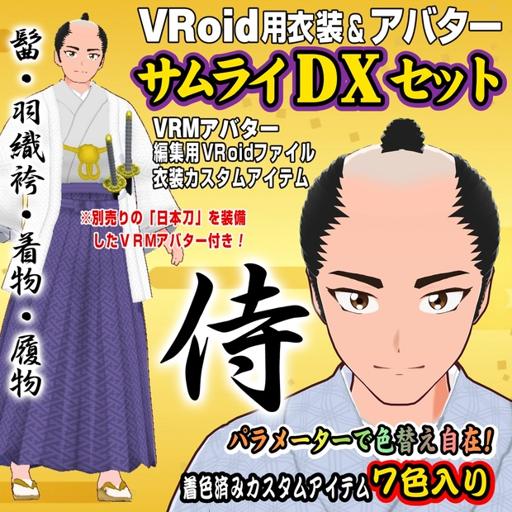 VRoid用衣装&アバター
サムライDXセット
髷・羽織袴・着物・履物
VRMアバター
編集用VRoidファイル
衣装カスタムアイテム
※別売りの「日本刀」を装備
したVRMアバター付き!
侍
パラメーターで色替え自在!
着色済みカスタムアイテム7色入り